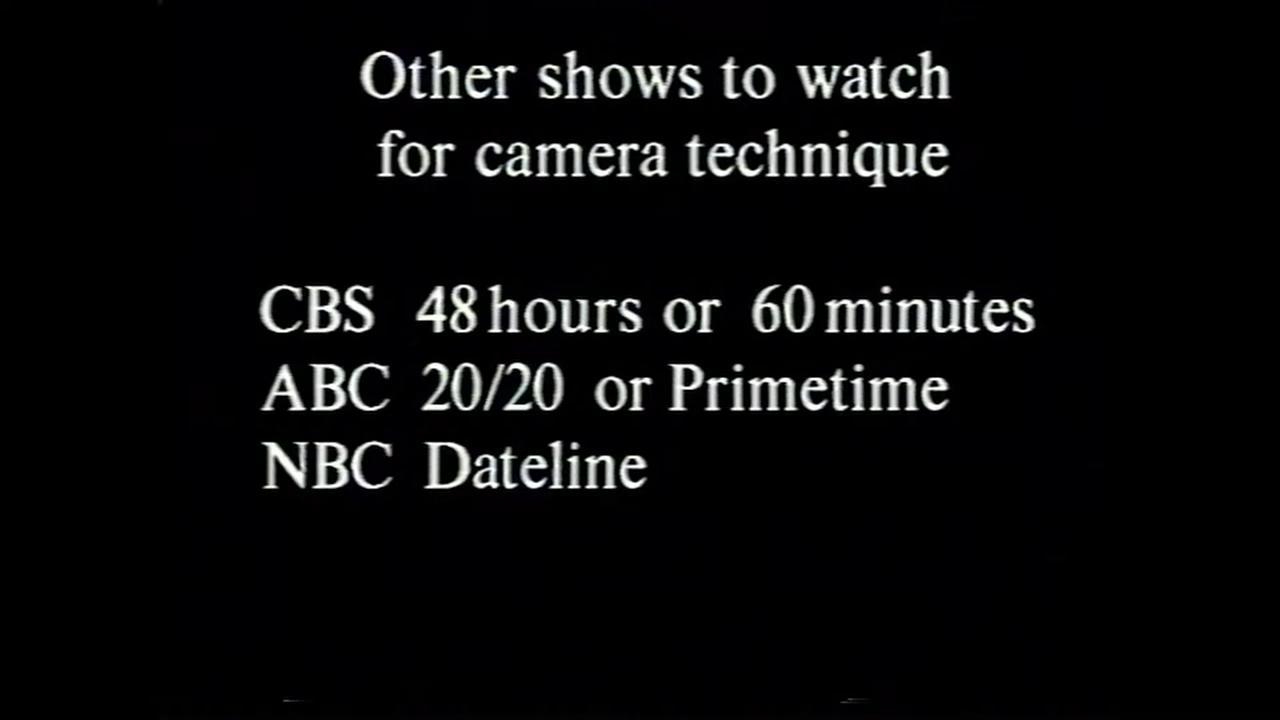 Other shows to watch
for camera technique
CBS 48 hours or 60 minutes
ABC 20/20 or Primetime
NBC Dateline